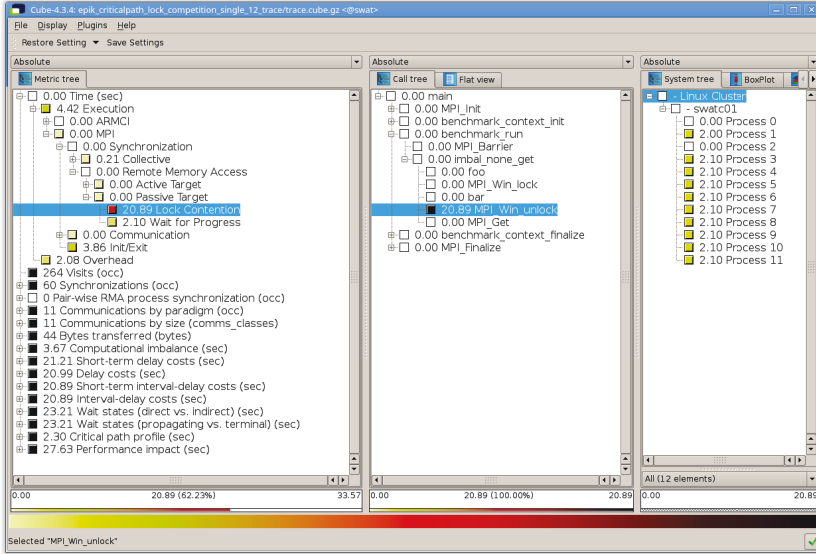 Cube-4.3.4: epik_criticalpath_lock_competition_single_12_trace/trace.cube.gz <@swat>
File Display Plugins Help
Restore Setting Save Settings
Absolute
Metric tree
0.00 Time (sec)
4.42 Execution
0.00 ARMCI
0.00 MPI
0.00 Synchronization
0.21 Collective
0.00 Remote Memory Access
0.00 Active Target
0.00 Passive Target
20.89 Lock Contention
2.10 Wait for Progress
0.00 Communication
3.86 Init/Exit
2.08 Overhead
264 Visits (occ)
60 Synchronizations (occ)
0 Pair-wise RMA process synchronization (occ)
11 Communications by paradigm (occ)
11 Communications by size (comms_classes)
44 Bytes transferred (bytes)
3.67 Computational imbalance (sec)
21.21 Short-term delay costs (sec)
20.99 Delay costs (sec)
20.89 Short-term interval-delay costs (sec)
20.89 Interval-delay costs (sec)
23.21 Wait states (direct vs. indirect) (sec)
23.21 Wait states (propagating vs. terminal) (sec)
2.30 Critical path profile (sec)
27.63 Performance impact (sec)
0.00 20.89 (62.23%) 33.57
Absolute
Call tree Flat view
0.00 main
0.00 MPI_Init
0.00 benchmark_context_init
0.00 benchmark_run
0.00 MPI_Barrier
0.00 imbal_none_get
0.00 foo
0.00 MPI_Win_lock
0.00 bar
20.89 MPI_Win_unlock
0.00 MPI_Get
0.00 benchmark_context_finalize
0.00 MPI_Finalize
0.00 20.89 (100.00%) 20.89
Absolute
System tree BoxPlot
- Linux Cluster
- swatc01
0.00 Process 0
2.00 Process 1
0.00 Process 2
2.10 Process 3
2.10 Process 4
2.10 Process 5
2.10 Process 6
2.10 Process 7
2.10 Process 8
2.10 Process 9
2.10 Process 10
2.10 Process 11
All (12 elements)
0.00 20.89
Selected "MPI_Win_unlock"